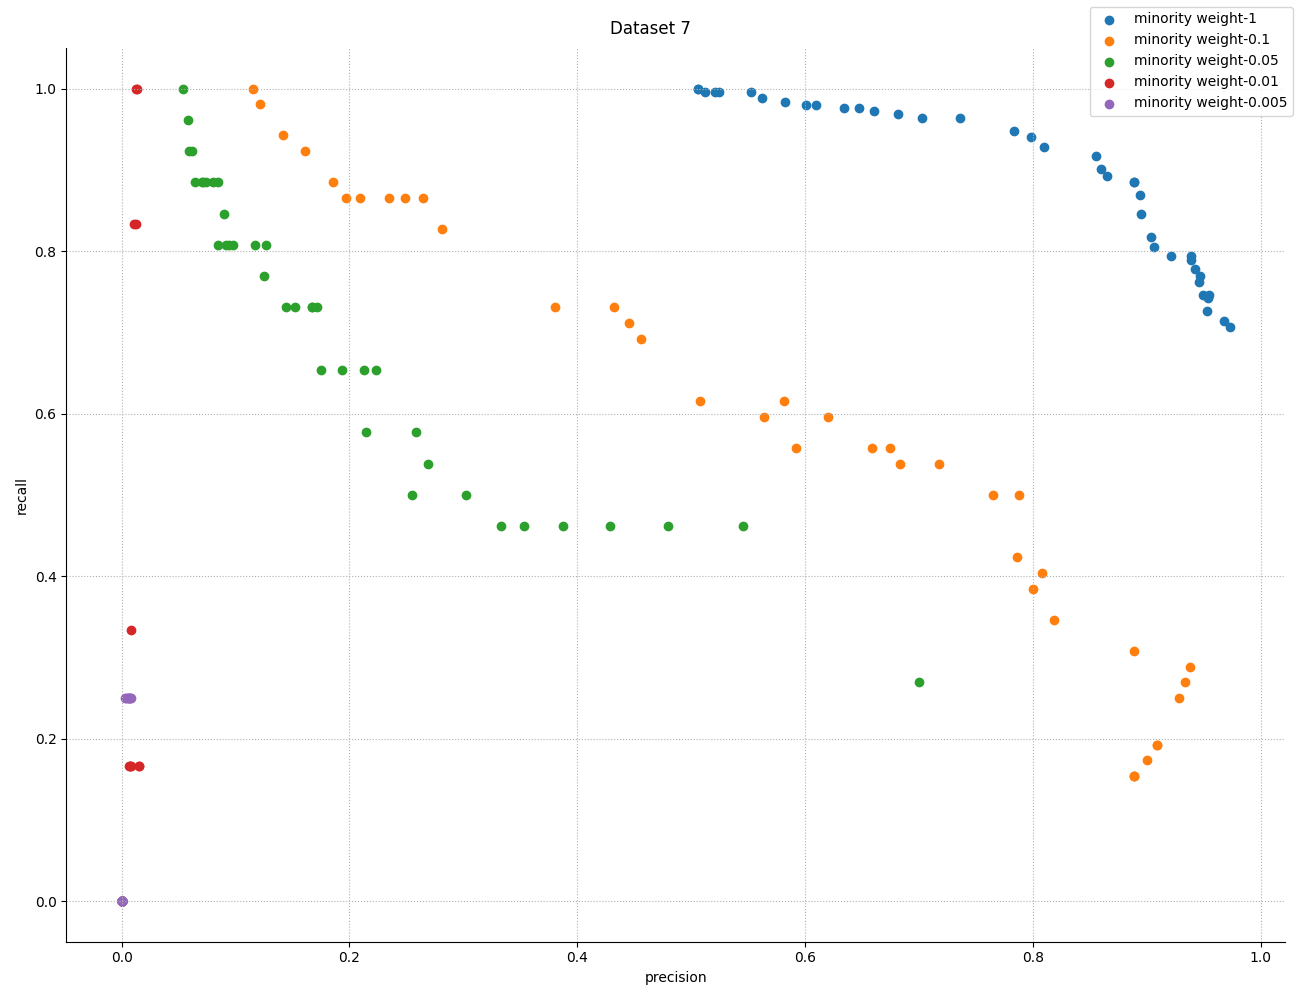 Dataset 7
minority weight-1
minority weight-0.1
minority weight-0.05
minority weight-0.01
minority weight-0.005
1.0
0.8
0.6
0.4
0.2
0.0
recall
0.0 0.2 0.4 0.6 0.8 1.0
precision